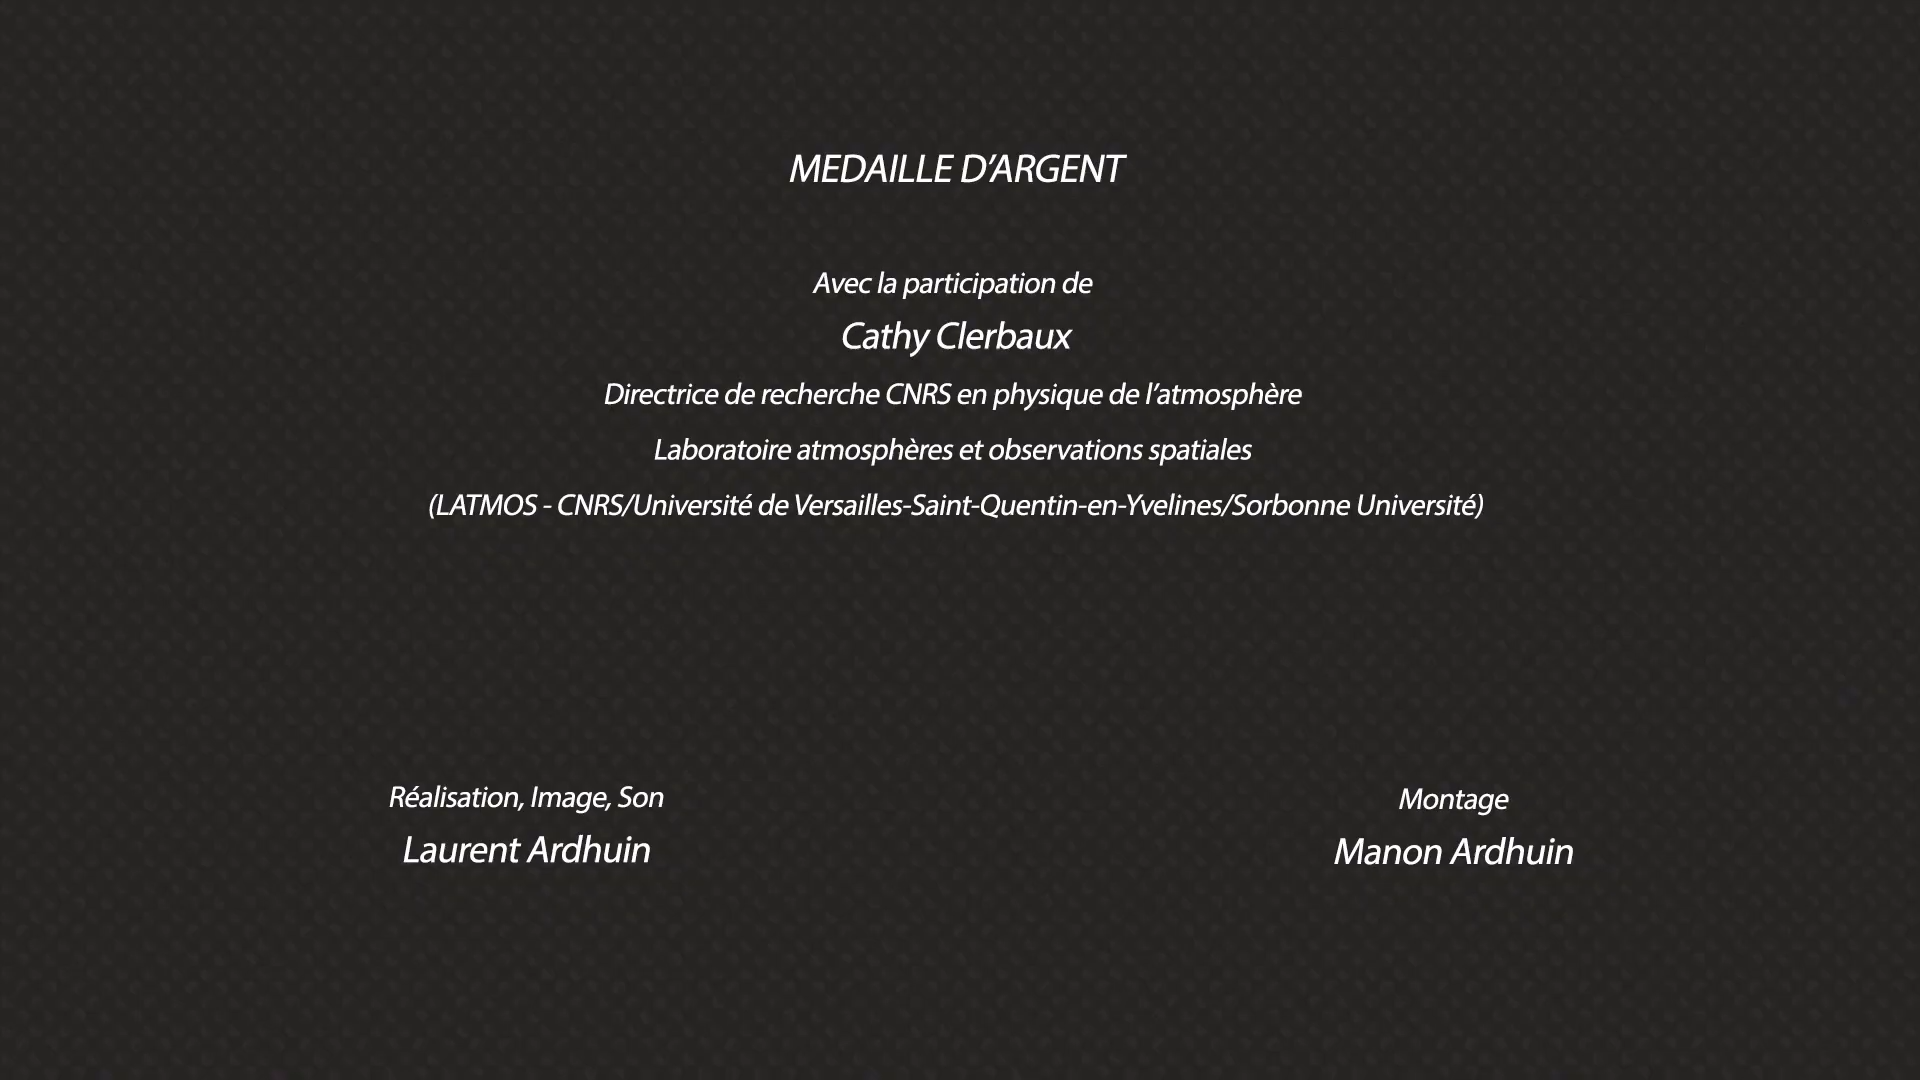 MEDAILLE D’ARGENT
Avec la participation de
Cathy Clerbaux
Directrice de recherche CNRS en physique de l’atmosphère
Laboratoire atmosphères et observations spatiales
(LATMOS - CNRS/Université de Versailles-Saint-Quentin-en-Yvelines/Sorbonne Université)
Réalisation, Image, Son
Laurent Ardhuin
Montage
Manon Ardhuin